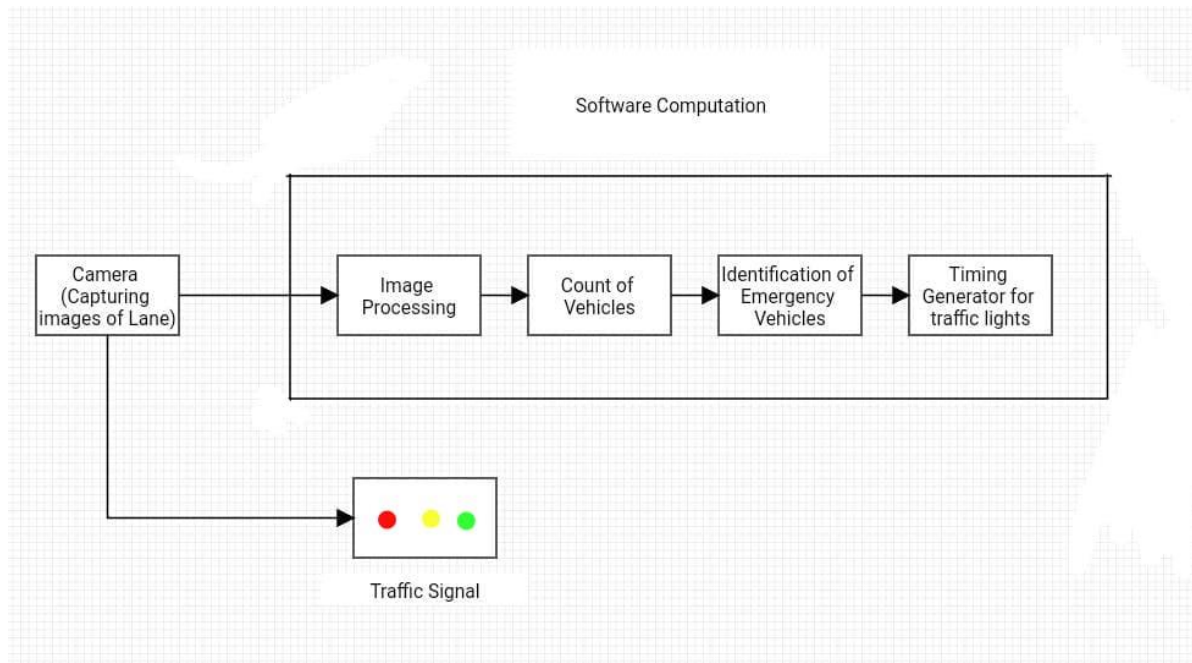 Software Computation
Camera
(Capturing
images of Lane)
Image
Processing
Count of
Vehicles
Identification of
Emergency
Vehicles
Timing
Generator for
traffic lights
Traffic Signal